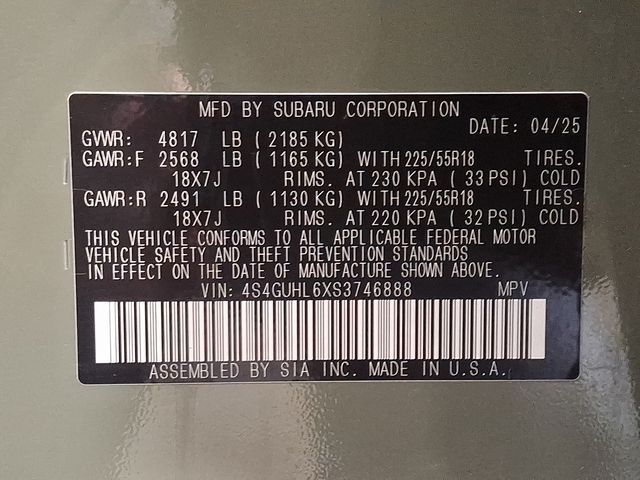 MFD BY SUBARU CORPORATION
DATE: 04/25
GVWR: 4817 LB (2185 KG)
GAWR:F 2568 LB (1165 KG) WITH 225/55R18 TIRES.
18X7J RIMS. AT 230 KPA (33 PSI) COLD
GAWR:R 2491 LB (1130 KG) WITH 225/55R18 TIRES.
18X7J RIMS. AT 220 KPA (32 PSI) COLD
THIS VEHICLE CONFORMS TO ALL APPLICABLE FEDERAL MOTOR
VEHICLE SAFETY AND THEFT PREVENTION STANDARDS
IN EFFECT ON THE DATE OF MANUFACTURE SHOWN ABOVE.
VIN: 4S4GUHL6XS3746888 MPV
ASSEMBLED BY SIA INC. MADE IN U.S.A.